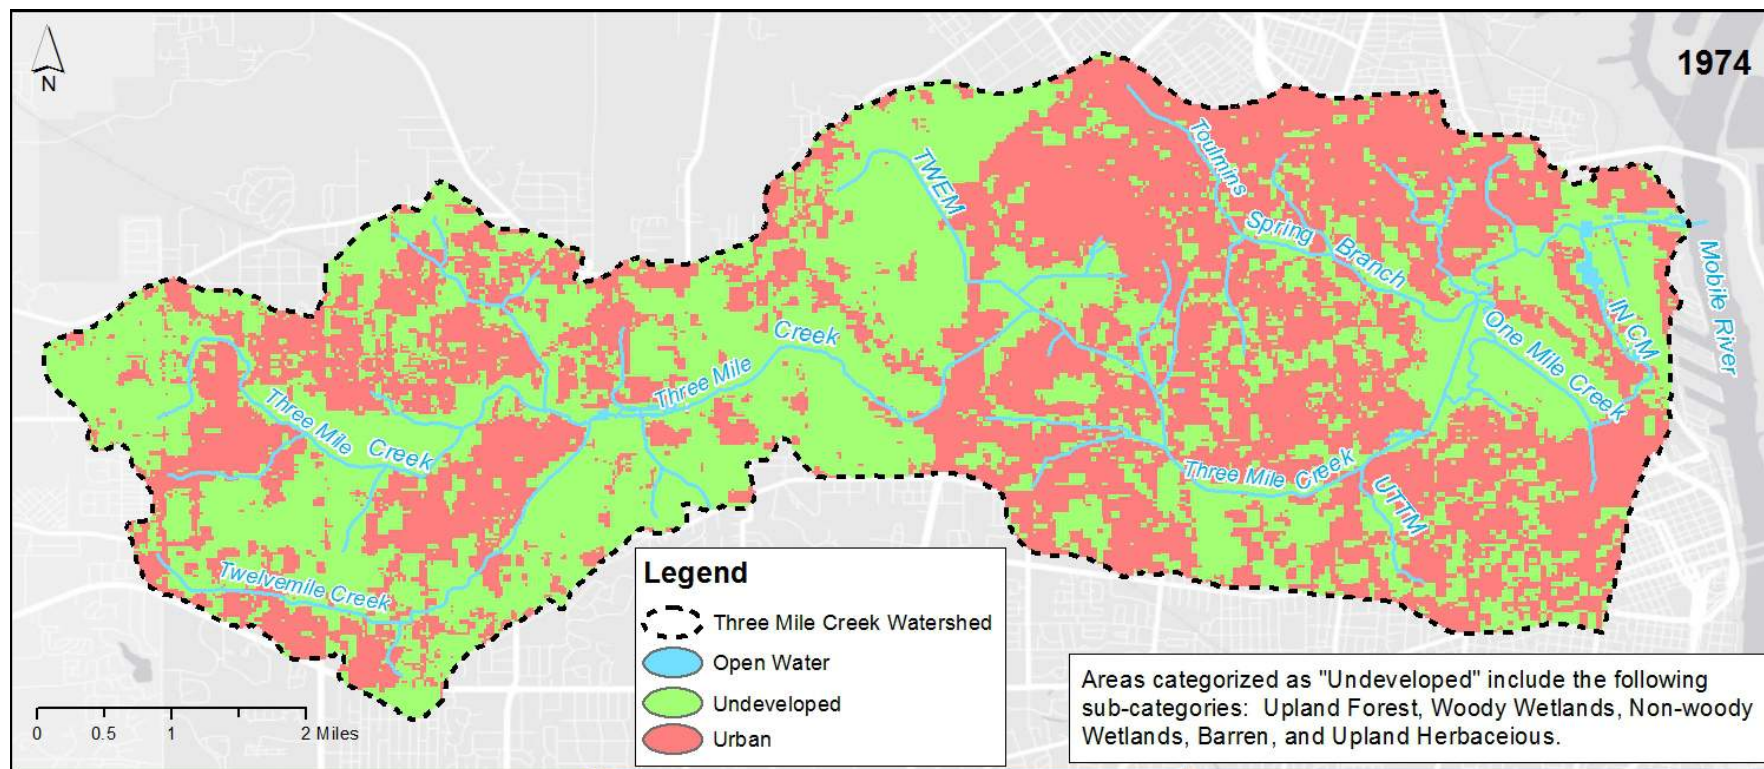 N
1974
Toulmins
Spring
Branch
TWEM
Mobile River
IN CM
One Mile Creek
Three Mile
Creek
Three Mile
Creek
Three Mile Creek
UTTM
Twelvemile Creek
Legend
Three Mile Creek Watershed
Open Water
Undeveloped
Urban
0 0.5 1 2 Miles
Areas categorized as "Undeveloped" include the following
sub-categories: Upland Forest, Woody Wetlands, Non-woody
Wetlands, Barren, and Upland Herbaceious.